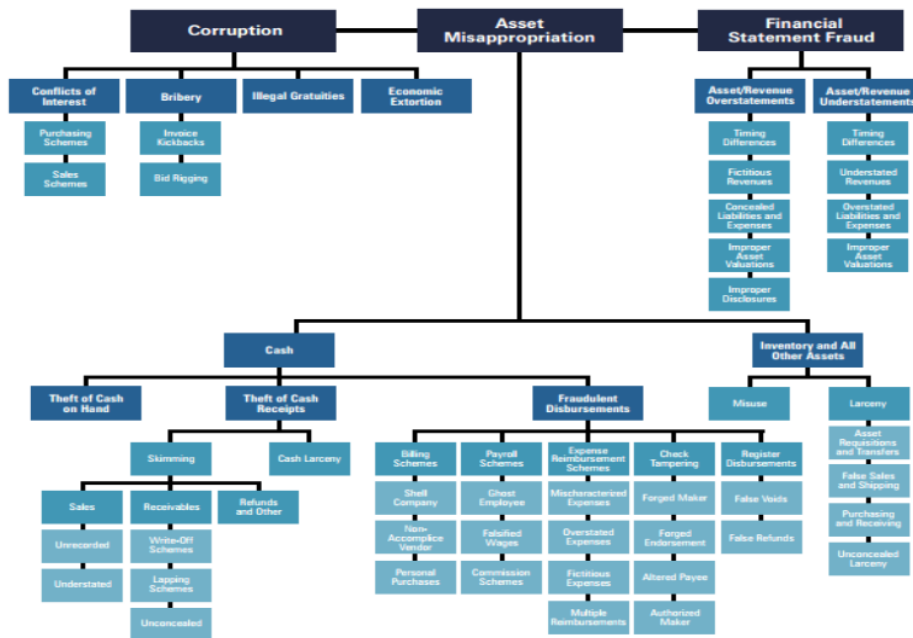 Corruption
Asset
Misappropriation
Financial
Statement Fraud
Conflicts of
Interest
Bribery
Illegal Gratuities
Economic
Extortion
Asset/Revenue
Overstatements
Asset/Revenue
Understatements
Purchasing
Schemes
Sales
Schemes
Invoice
Kickbacks
Bid Rigging
Timing
Differences
Fictitious
Revenues
Concealed
Liabilities and
Expenses
Improper
Asset
Valuations
Improper
Disclosures
Timing
Differences
Understated
Revenues
Overstated
Liabilities and
Expenses
Improper
Asset
Valuations
Cash
Inventory and All
Other Assets
Theft of Cash
on Hand
Theft of Cash
Receipts
Fraudulent
Disbursements
Misuse
Larceny
Skimming
Cash Larceny
Sales
Receivables
Refunds
and Other
Unrecorded
Understated
Write-Off
Schemes
Lapping
Schemes
Unconcealed
Billing
Schemes
Shell
Company
Non-
Accomplice
Vendor
Personal
Purchases
Payroll
Schemes
Ghost
Employee
Falsified
Wages
Commission
Schemes
Expense
Reimbursement
Schemes
Mischaracterized
Expenses
Overstated
Expenses
Fictitious
Expenses
Multiple
Reimbursements
Check
Tampering
Forged Maker
Forged
Endorsement
Altered Payee
Authorized
Maker
Register
Disbursements
False Voids
False Refunds
Asset
Requisitions
and Transfers
False Sales
and Shipping
Purchasing
and Receiving
Unconcealed
Larceny